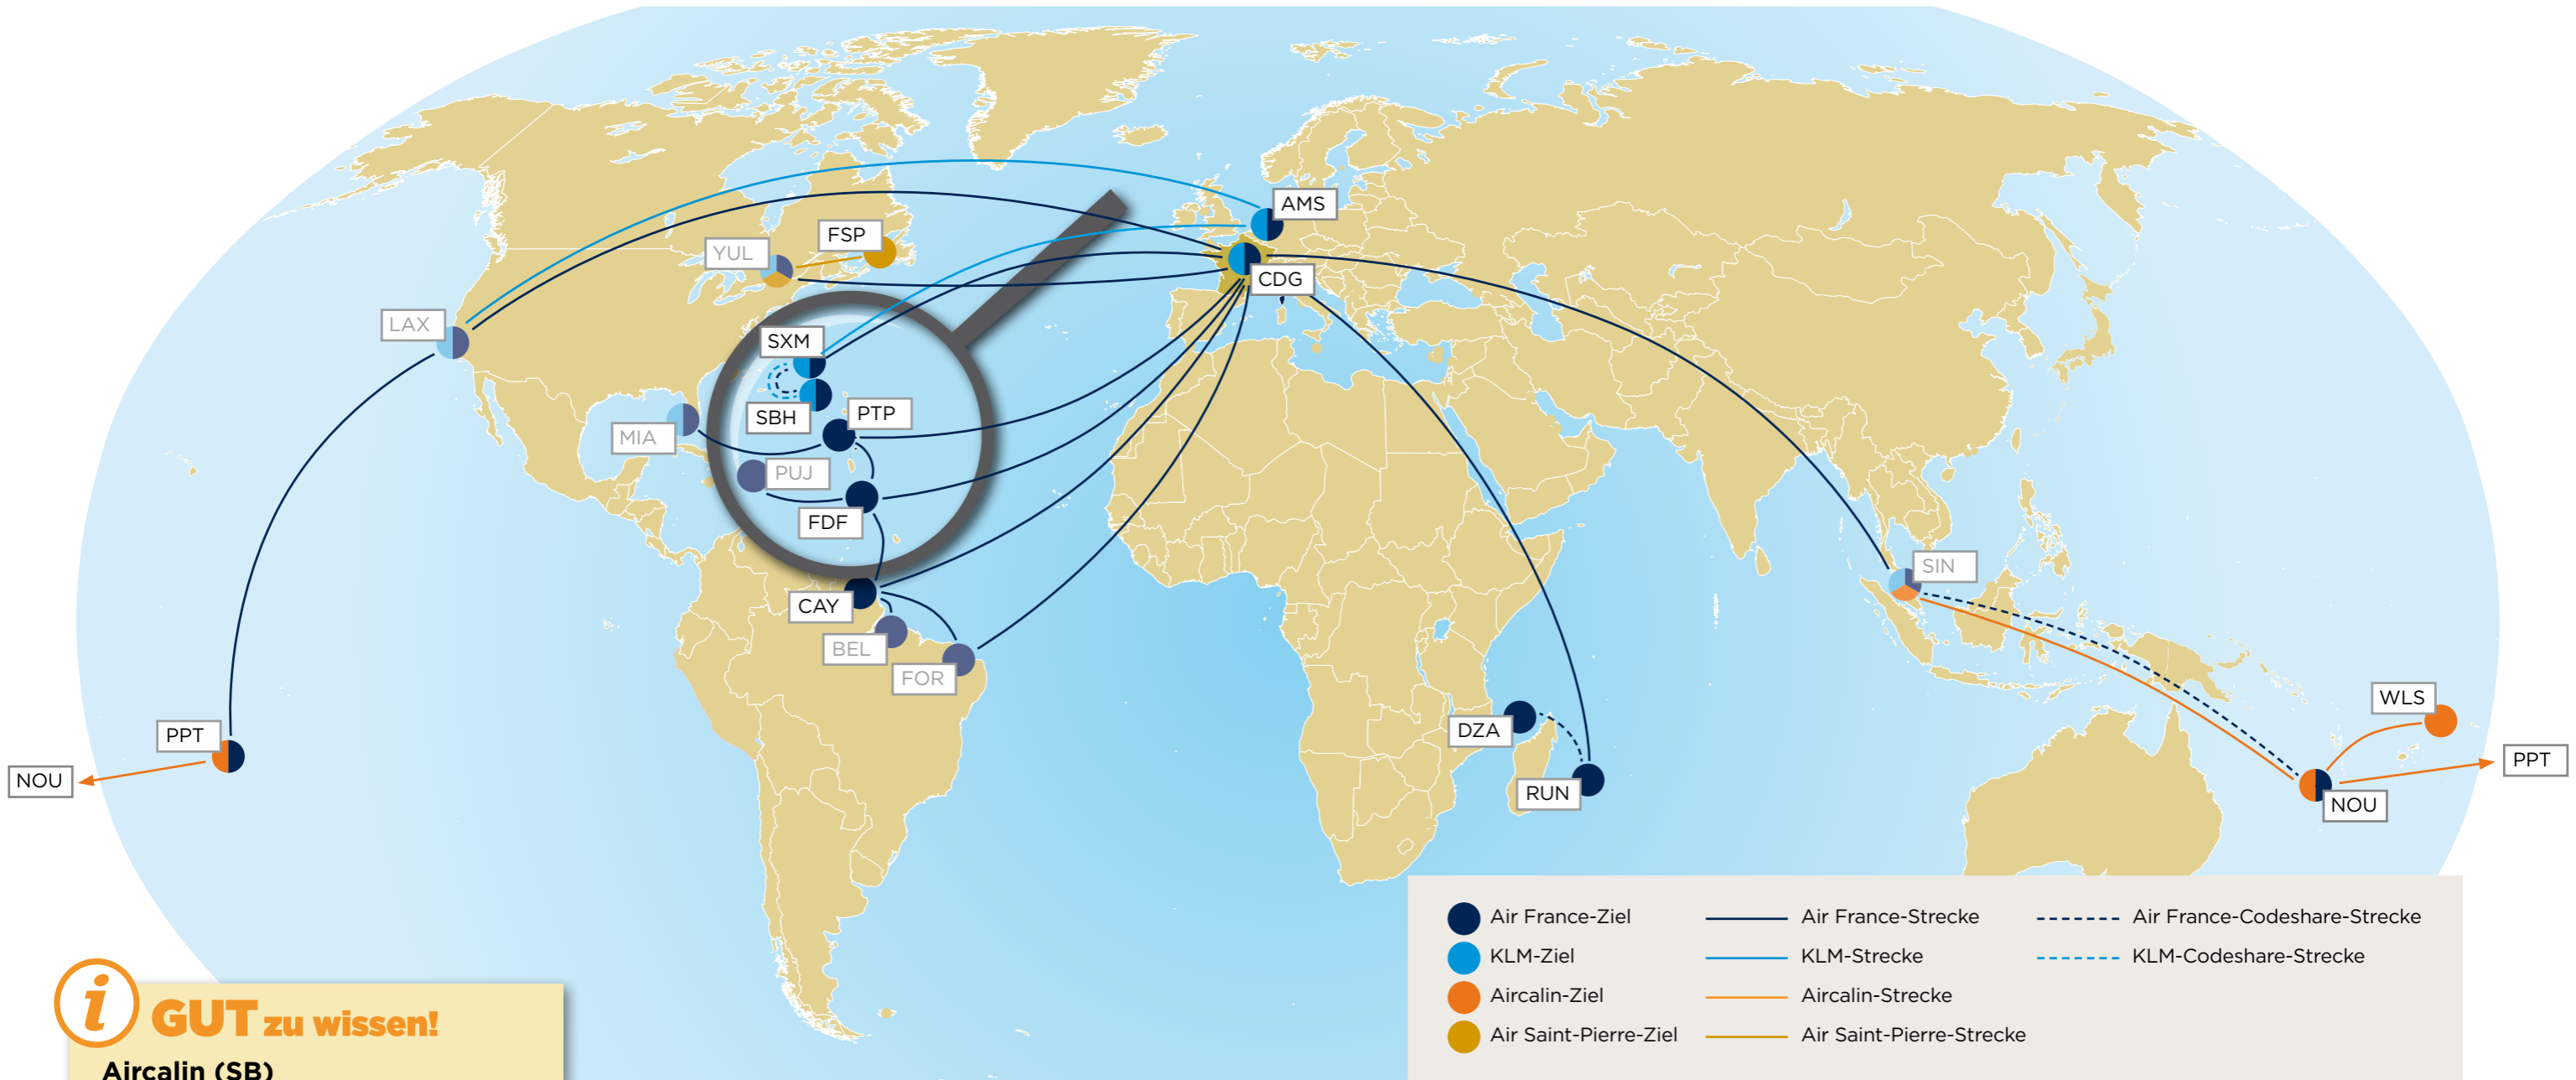 AMS
FSP
YUL
CDG
LAX
SXM
PTP
SBH
MIA
PUJ
FDF
SIN
CAY
BEL
FOR
WLS
PPT
DZA
NOU
PPT
RUN
NOU
Air France-Ziel
Air France-Strecke
Air France-Codeshare-Strecke
KLM-Ziel
KLM-Strecke
KLM-Codeshare-Strecke
Aircalin-Ziel
Aircalin-Strecke
Air Saint-Pierre-Ziel
Air Saint-Pierre-Strecke
i GUT zu wissen!
Aircalin (SB)